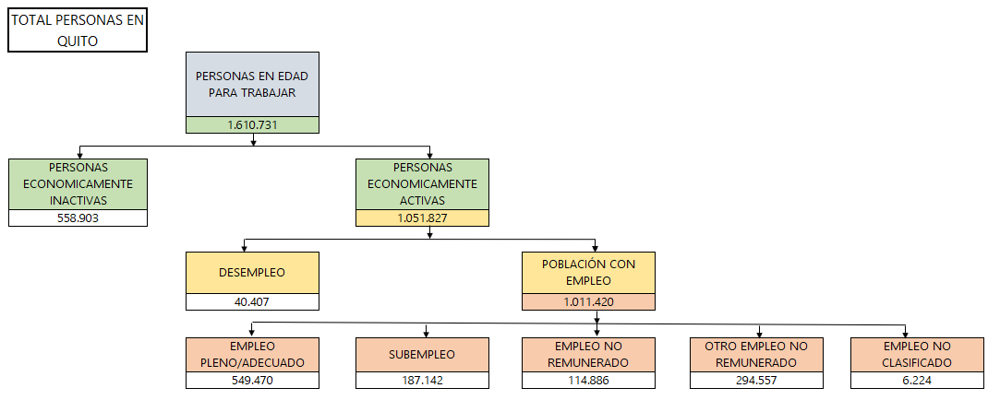 TOTAL PERSONAS EN
QUITO
PERSONAS EN EDAD
PARA TRABAJAR
1.610.731
PERSONAS
ECONOMICAMENTE
INACTIVAS
558.903
PERSONAS
ECONOMICAMENTE
ACTIVAS
1.051.827
DESEMPLEO
40.407
POBLACIÓN CON
EMPLEO
1.011.420
EMPLEO
PLENO/ADECUADO
549.470
SUBEMPLEO
187.142
EMPLEO NO
REMUNERADO
114.886
OTRO EMPLEO NO
REMUNERADO
294.557
EMPLEO NO
CLASIFICADO
6.224